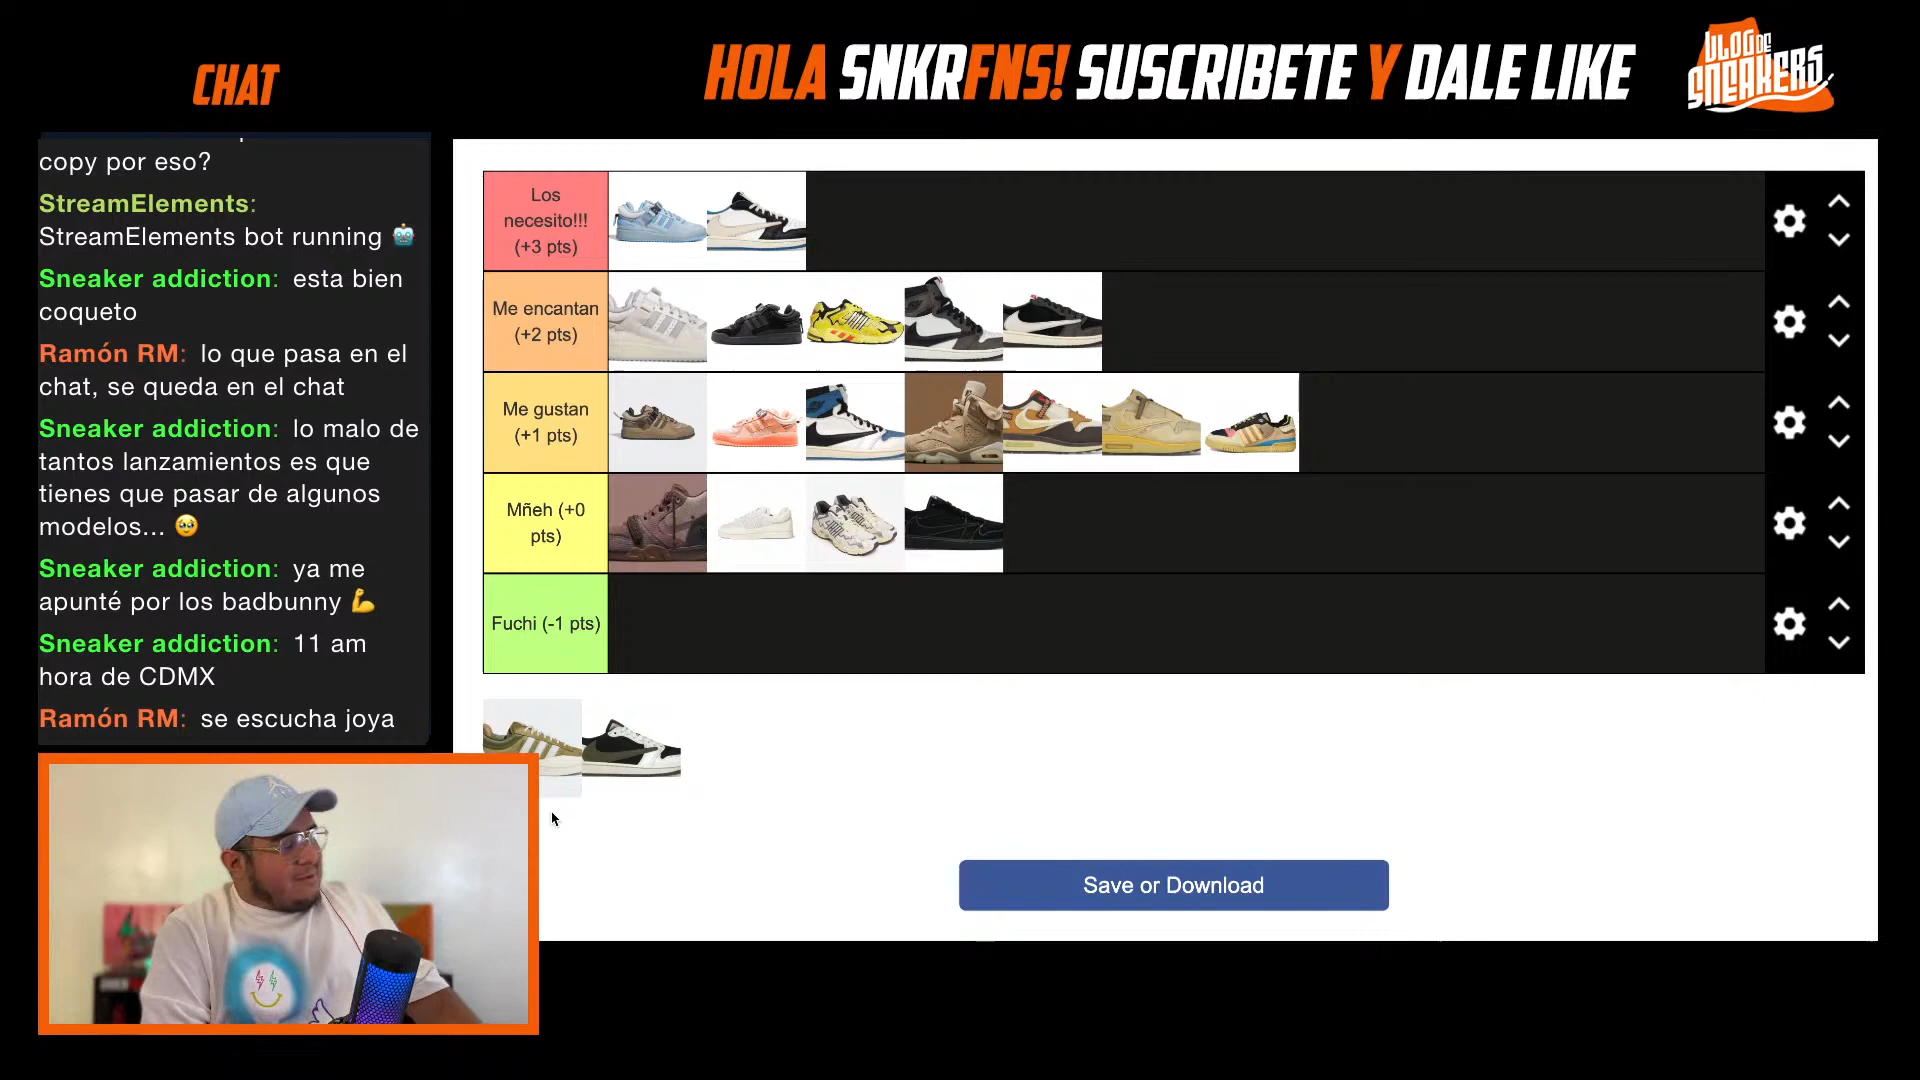 CHAT
HOLA SNKRFNS! SUSCRIBETE Y DALE LIKE
VLOG DE
SNEAKERS
copy por eso?
StreamElements:
StreamElements bot running 🤖
Sneaker addiction: esta bien
coqueto
Ramón RM: lo que pasa en el
chat, se queda en el chat
Sneaker addiction: lo malo de
tantos lanzamientos es que
tienes que pasar de algunos
modelos... 🥹
Sneaker addiction: ya me
apunté por los badbunny 💪
Sneaker addiction: 11 am
hora de CDMX
Ramón RM: se escucha joya
Los
necesito!!!
(+3 pts)
Me encantan
(+2 pts)
Me gustan
(+1 pts)
Mñeh (+0
pts)
Fuchi (-1 pts)
Save or Download